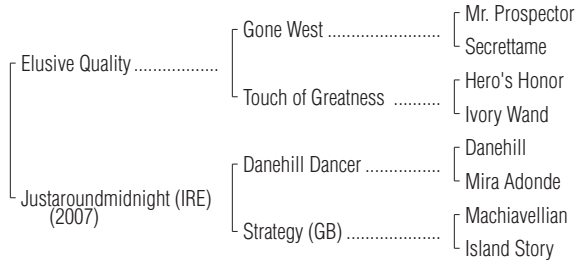 Mr. Prospector
Gone West ........................
Secrettame
Elusive Quality ..................
Hero's Honor
Touch of Greatness ..........
Ivory Wand
Danehill
Danehill Dancer ................
Mira Adonde
Justaroundmidnight (IRE)
(2007)
Machiavellian
Strategy (GB) ....................
Island Story